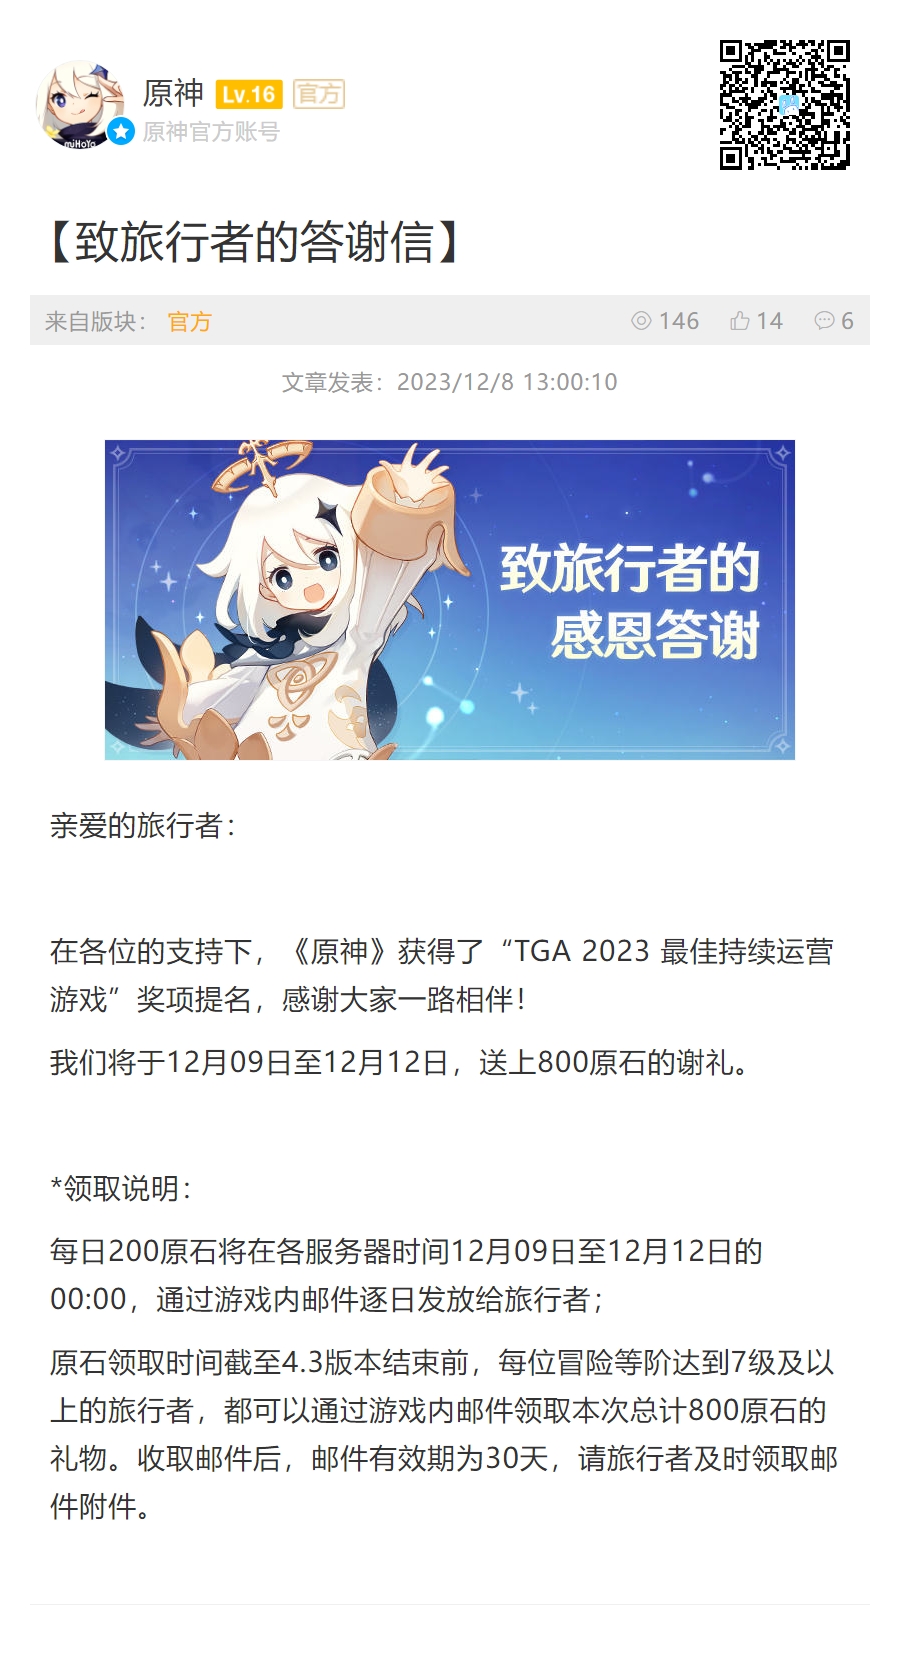 原神 Lv.16 官方
原神官方账号
miHoYo
【致旅行者的答谢信】
来自版块： 官方 146 14 6
文章发表：2023/12/8 13:00:10
致旅行者的
感恩答谢
亲爱的旅行者：
在各位的支持下，《原神》获得了“TGA 2023 最佳持续运营
游戏”奖项提名，感谢大家一路相伴！
我们将于12月09日至12月12日，送上800原石的谢礼。
*领取说明：
每日200原石将在各服务器时间12月09日至12月12日的
00:00，通过游戏内邮件逐日发放给旅行者；
原石领取时间截至4.3版本结束前，每位冒险等阶达到7级及以
上的旅行者，都可以通过游戏内邮件领取本次总计800原石的
礼物。收取邮件后，邮件有效期为30天，请旅行者及时领取邮
件附件。